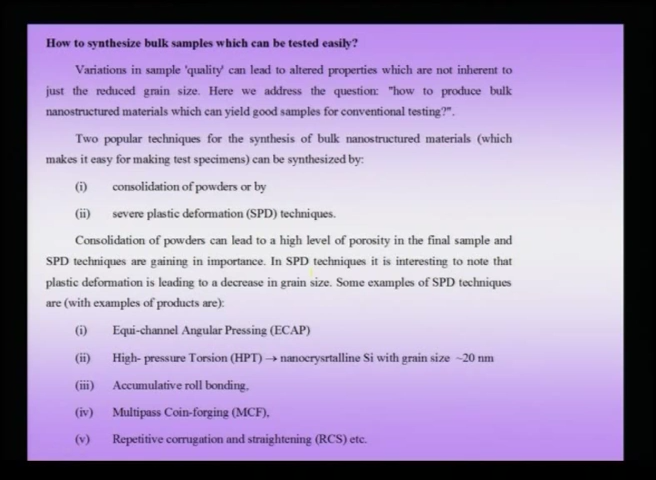 How to synthesize bulk samples which can be tested easily?
Variations in sample 'quality' can lead to altered properties which are not inherent to
just the reduced grain size. Here we address the question: "how to produce bulk
nanostructured materials which can yield good samples for conventional testing?".
Two popular techniques for the synthesis of bulk nanostructured materials (which
makes it easy for making test specimens) can be synthesized by:
(i) consolidation of powders or by
(ii) severe plastic deformation (SPD) techniques.
Consolidation of powders can lead to a high level of porosity in the final sample and
SPD techniques are gaining in importance. In SPD techniques it is interesting to note that
plastic deformation is leading to a decrease in grain size. Some examples of SPD techniques
are (with examples of products are):
(i) Equi-channel Angular Pressing (ECAP)
(ii) High- pressure Torsion (HPT) → nanocrysrtalline Si with grain size ~20 nm
(iii) Accumulative roll bonding,
(iv) Multipass Coin-forging (MCF),
(v) Repetitive corrugation and straightening (RCS) etc.